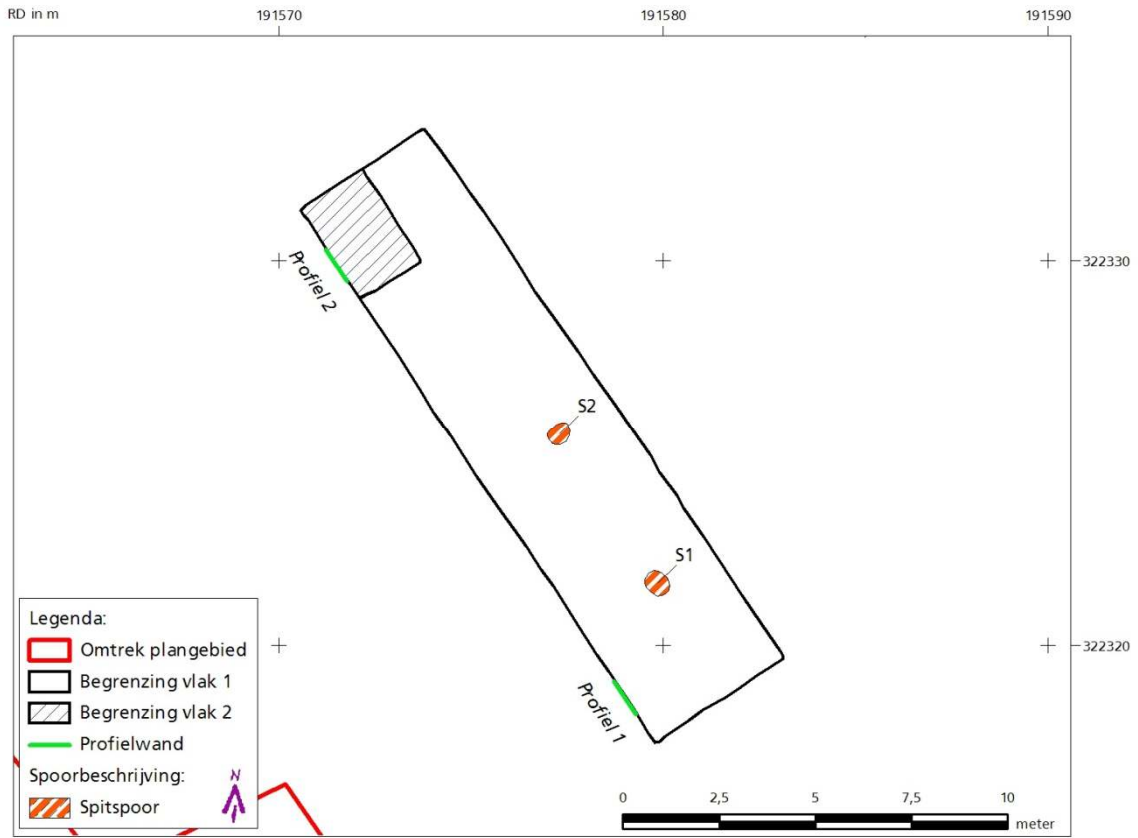 RD in m
191570
191580
191590
322330
Profiel 2
S2
S1
322320
Profiel 1
Legenda:
Omtrek plangebied
Begrenzing vlak 1
Begrenzing vlak 2
Profielwand
Spoorbeschrijving:
Spitspoor
N
0 2,5 5 7,5 10
meter